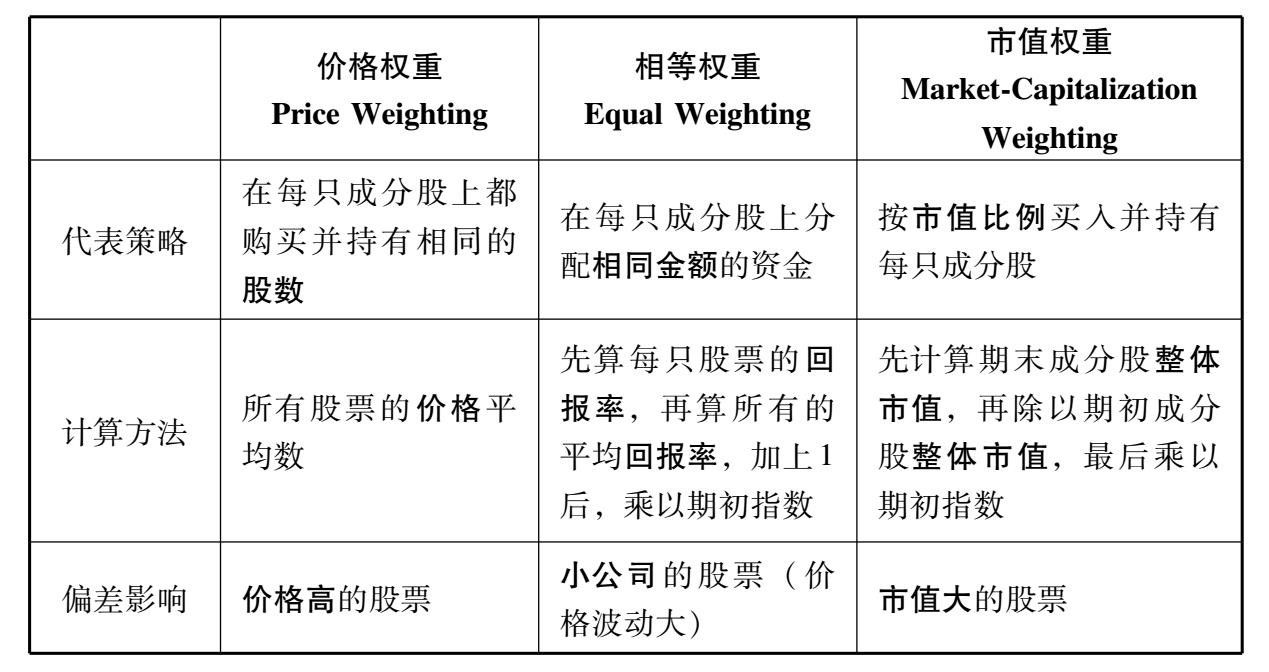 价格权重
Price Weighting
相等权重
Equal Weighting
市值权重
Market-Capitalization
Weighting
代表策略
在每只成分股上都
购买并持有相同的
股数
在每只成分股上分
配相同金额的资金
按市值比例买入并持有
每只成分股
计算方法
所有股票的价格平
均数
先算每只股票的回
报率，再算所有的
平均回报率，加上1
后，乘以期初指数
先计算期末成分股整体
市值，再除以期初成分
股整体市值，最后乘以
期初指数
偏差影响
价格高的股票
小公司的股票（价
格波动大）
市值大的股票